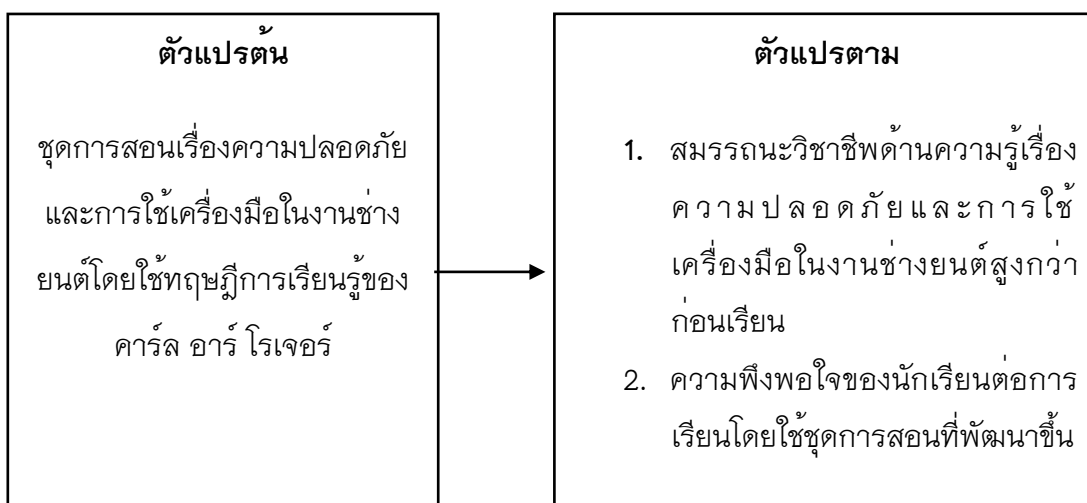 ตัวแปรต้น
ชุดการสอนเรื่องความปลอดภัย
และการใช้เครื่องมือในงานช่าง
ยนต์โดยใช้ทฤษฎีการเรียนรู้ของ
คาร์ล อาร์ โรเจอร์
ตัวแปรตาม
1. สมรรถนะวิชาชีพด้านความรู้เรื่อง
ความปลอดภัยและการใช้
เครื่องมือในงานช่างยนต์สูงกว่า
ก่อนเรียน
2. ความพึงพอใจของนักเรียนต่อการ
เรียนโดยใช้ชุดการสอนที่พัฒนาขึ้น